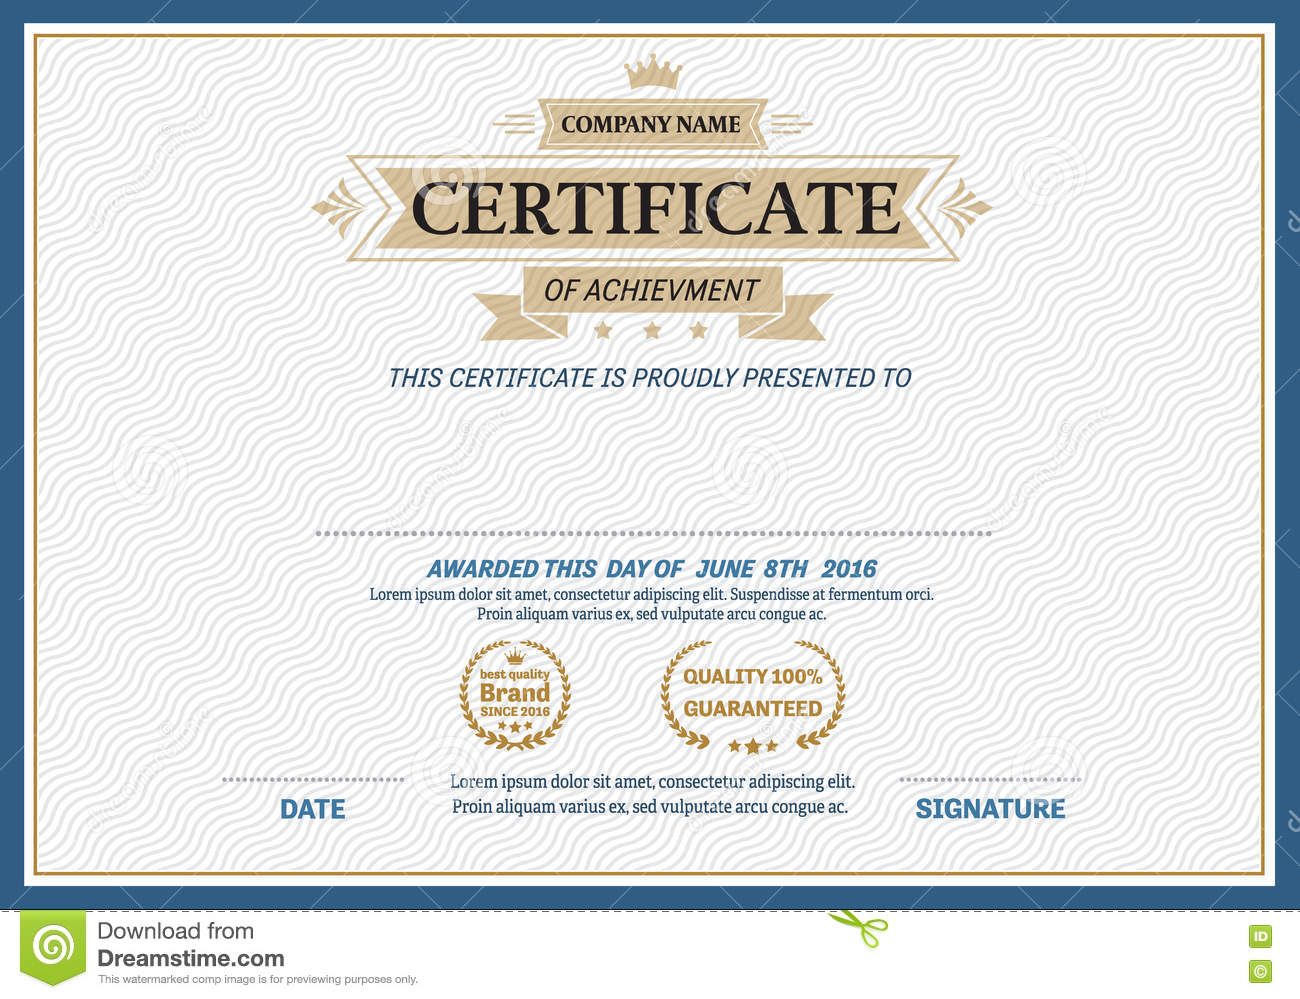 COMPANY NAME
CERTIFICATE
OF ACHIEVMENT
THIS CERTIFICATE IS PROUDLY PRESENTED TO
AWARDED THIS DAY OF JUNE 8TH 2016
Lorem ipsum dolor sit amet, consectetur adipiscing elit. Suspendisse at fermentum orci.
Proin aliquam varius ex, sed vulputate arcu congue ac.
best quality
Brand
SINCE 2016
QUALITY 100%
GUARANTEED
Lorem ipsum dolor sit amet, consectetur adipiscing elit.
Proin aliquam varius ex, sed vulputate arcu congue ac.
DATE
SIGNATURE
Download from
Dreamstime.com
This watermarked comp image is for previewing purposes only.
ID
©